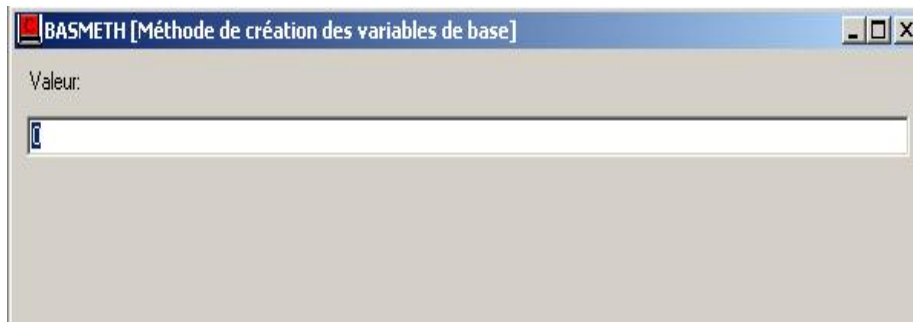 BASMETH [Méthode de création des variables de base]
Valeur:
0